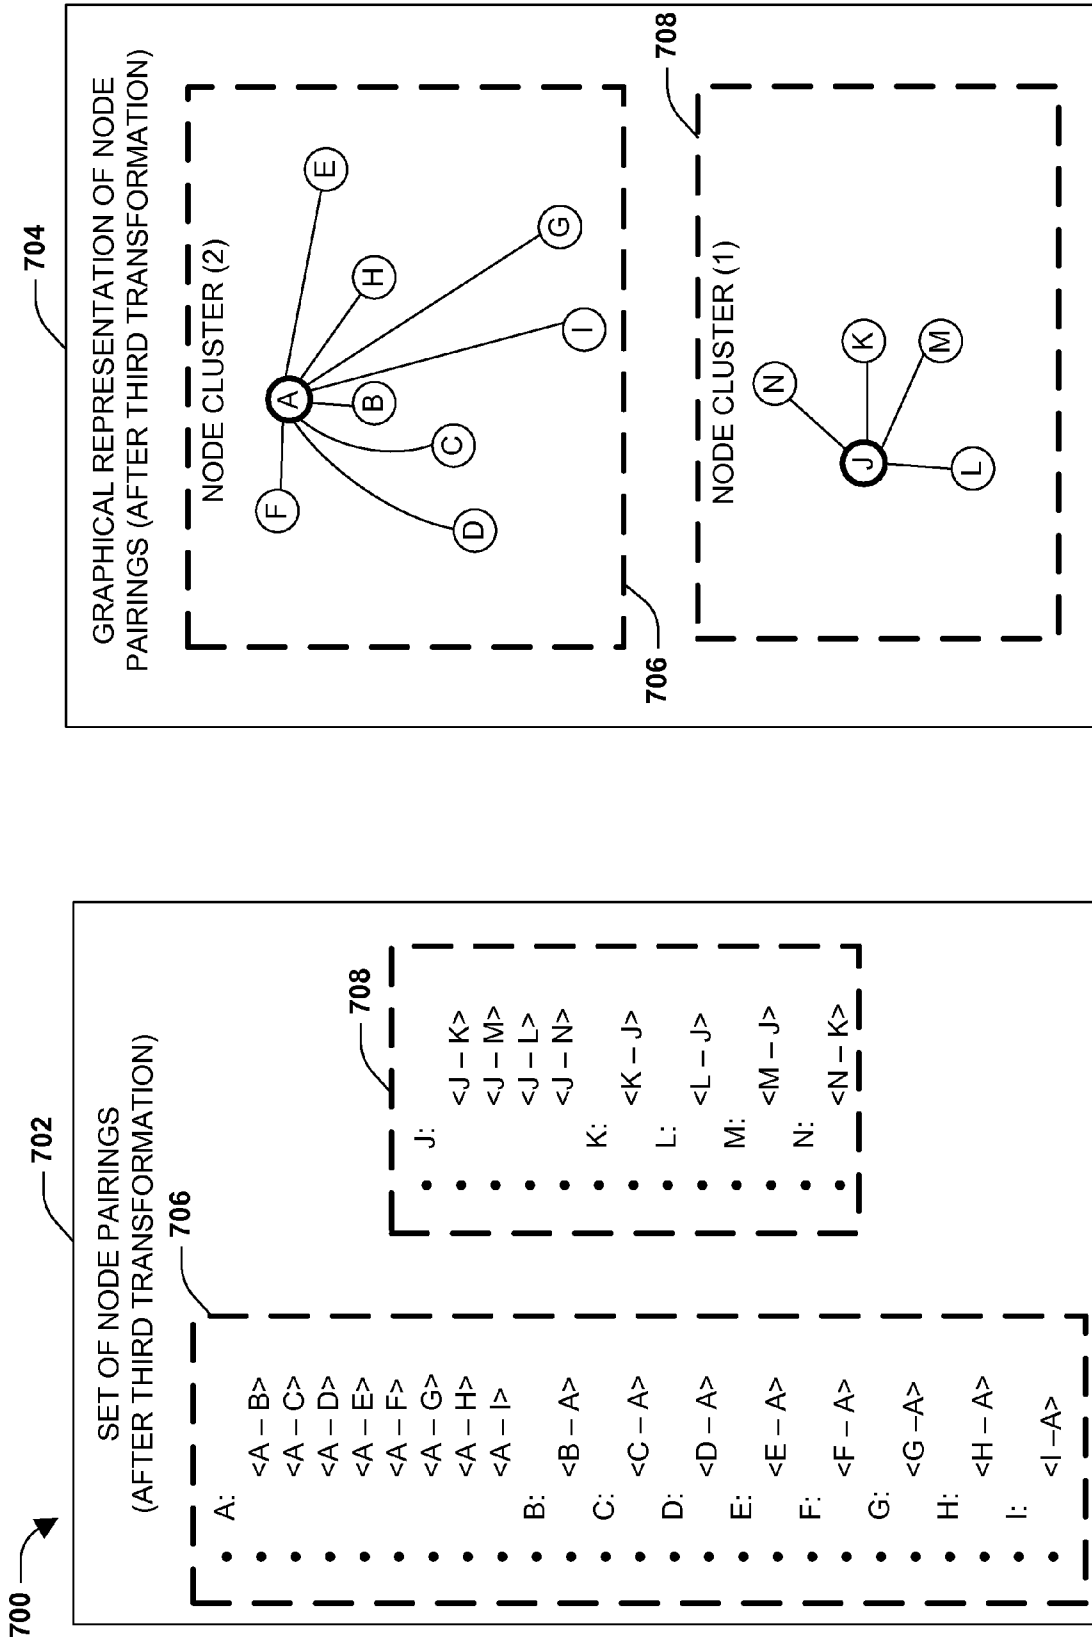 700
702
SET OF NODE PAIRINGS
(AFTER THIRD TRANSFORMATION)
706
A:
<A – B>
<A – C>
<A – D>
<A – E>
<A – F>
<A – G>
<A – H>
<A – I>
B:
<B – A>
C:
<C – A>
D:
<D – A>
E:
<E – A>
F:
<F – A>
G:
<G –A>
H:
<H – A>
I:
<I –A>
708
J:
<J – K>
<J – M>
<J – L>
<J – N>
K:
<K – J>
L:
<L – J>
M:
<M – J>
N:
<N – K>
704
GRAPHICAL REPRESENTATION OF NODE
PAIRINGS (AFTER THIRD TRANSFORMATION)
NODE CLUSTER (2)
F
A
E
H
B
C
D
G
I
706
708
NODE CLUSTER (1)
N
J
K
M
L